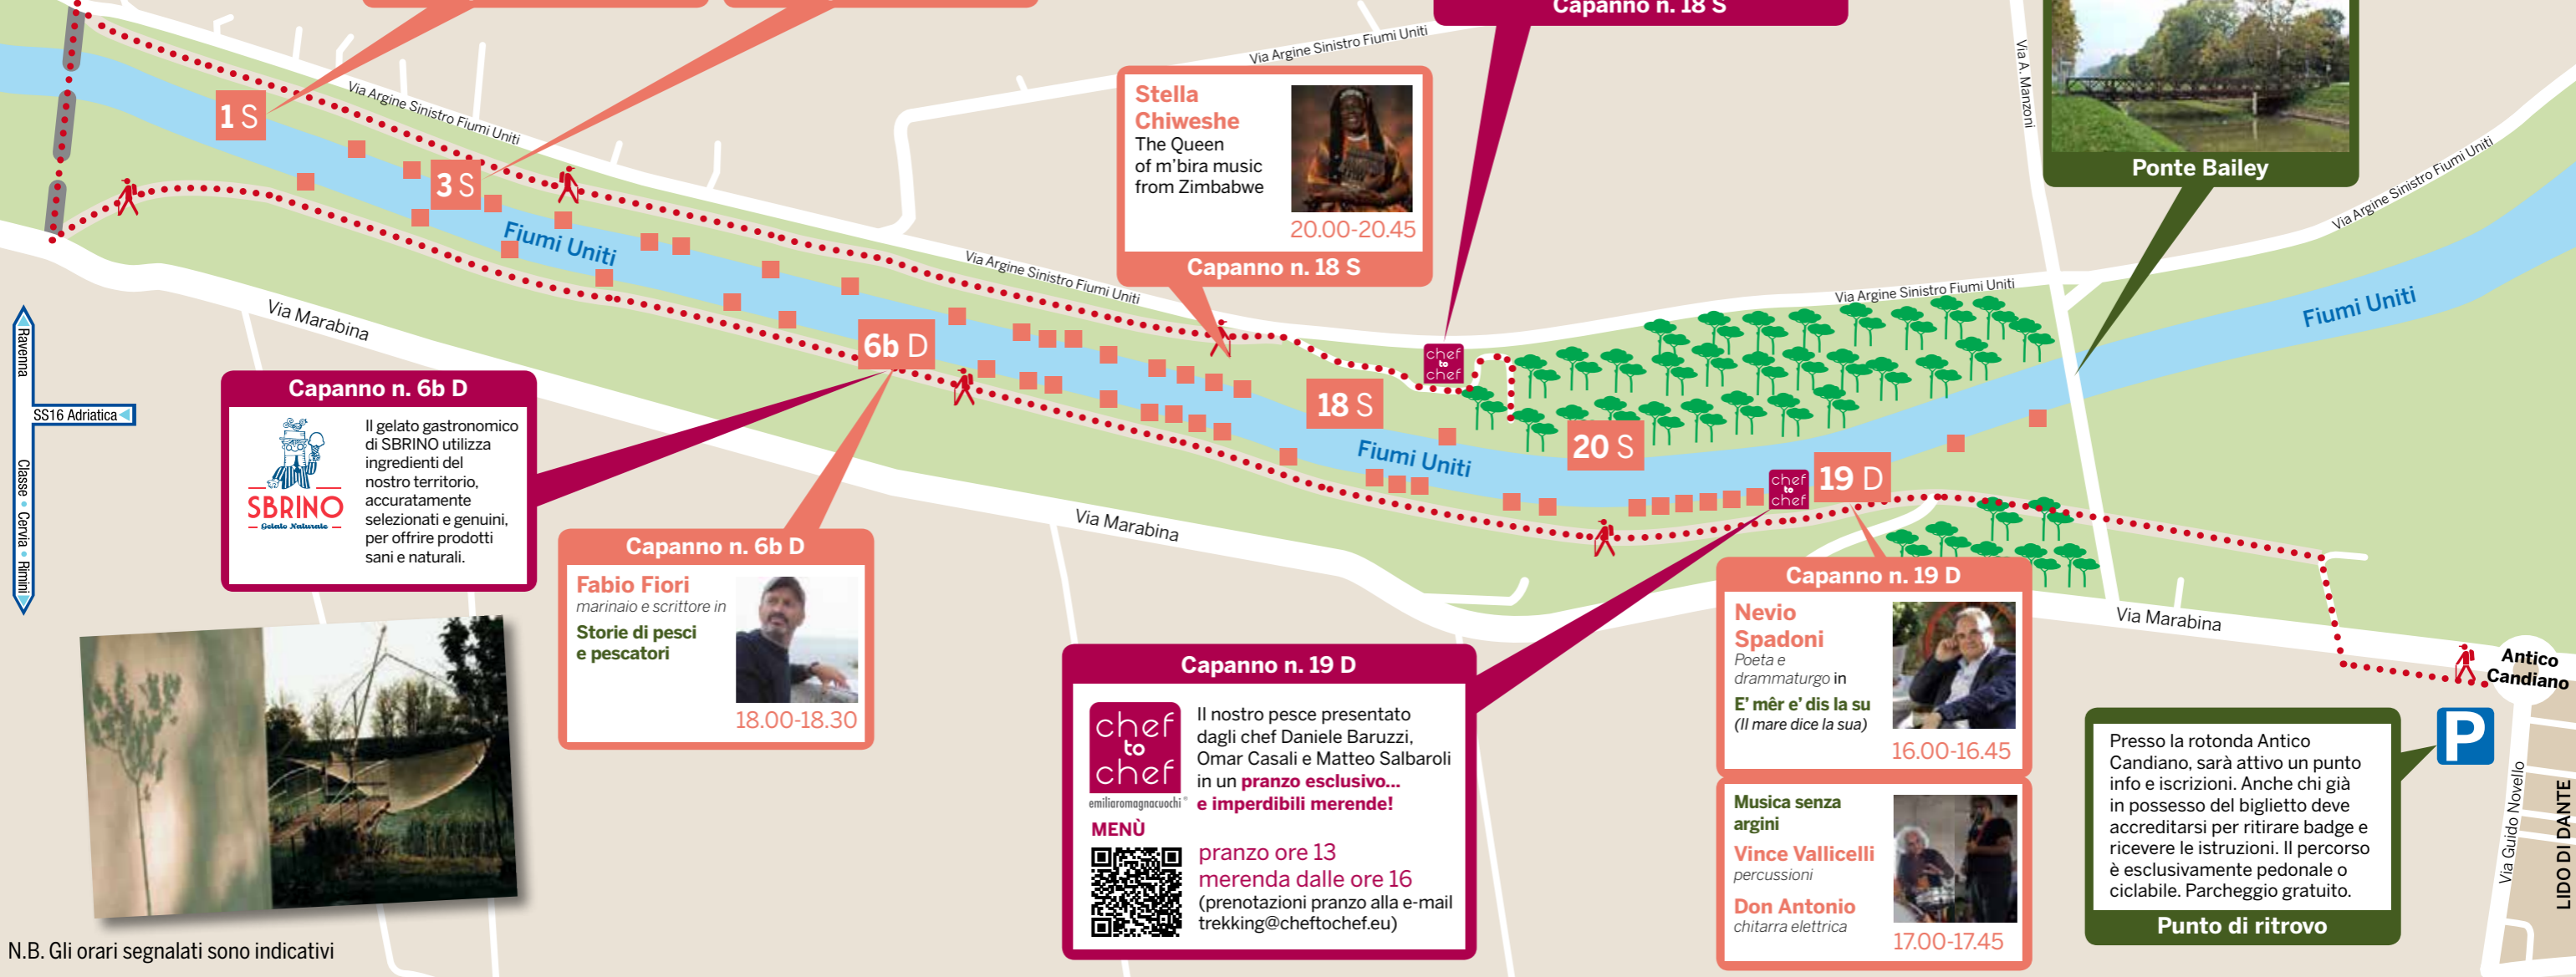 Capanno n. 18 S
Via Argine Sinistro Fiumi Uniti
Via A. Manzoni
Ponte Bailey
Via Argine Sinistro Fiumi Uniti
1 S
Via Argine Sinistro Fiumi Uniti
3 S
Fiumi Uniti
Stella
Chiweshe
The Queen
of m'bira music
from Zimbabwe
20.00-20.45
Capanno n. 18 S
Via Argine Sinistro Fiumi Uniti
Via Argine Sinistro Fiumi Uniti
Fiumi Uniti
Ravenna
SS16 Adriatica
Classe • Cervia • Rimini
Via Marabina
6b D
chef
to
chef
18 S
Fiumi Uniti
20 S
chef
to
chef
19 D
Capanno n. 6b D
SBRINO
Gelato Naturale
Il gelato gastronomico
di SBRINO utilizza
ingredienti del
nostro territorio,
accuratamente
selezionati e genuini,
per offrire prodotti
sani e naturali.
Via Marabina
Capanno n. 6b D
Fabio Fiori
marinaio e scrittore in
Storie di pesci
e pescatori
18.00-18.30
Capanno n. 19 D
chef
to
chef
emiliaromagnacuochi®
Il nostro pesce presentato
dagli chef Daniele Baruzzi,
Omar Casali e Matteo Salbaroli
in un pranzo esclusivo...
e imperdibili merende!
MENÙ
pranzo ore 13
merenda dalle ore 16
(prenotazioni pranzo alla e-mail
trekking@cheftochef.eu)
Capanno n. 19 D
Nevio
Spadoni
Poeta e
drammaturgo in
E' mêr e' dis la su
(Il mare dice la sua)
16.00-16.45
Musica senza
argini
Vince Vallicelli
percussioni
Don Antonio
chitarra elettrica
17.00-17.45
Via Marabina
Antico
Candiano
P
Presso la rotonda Antico
Candiano, sarà attivo un punto
info e iscrizioni. Anche chi già
in possesso del biglietto deve
accreditarsi per ritirare badge e
ricevere le istruzioni. Il percorso
è esclusivamente pedonale o
ciclabile. Parcheggio gratuito.
Punto di ritrovo
Via Guido Novello
LIDO DI DANTE
N.B. Gli orari segnalati sono indicativi